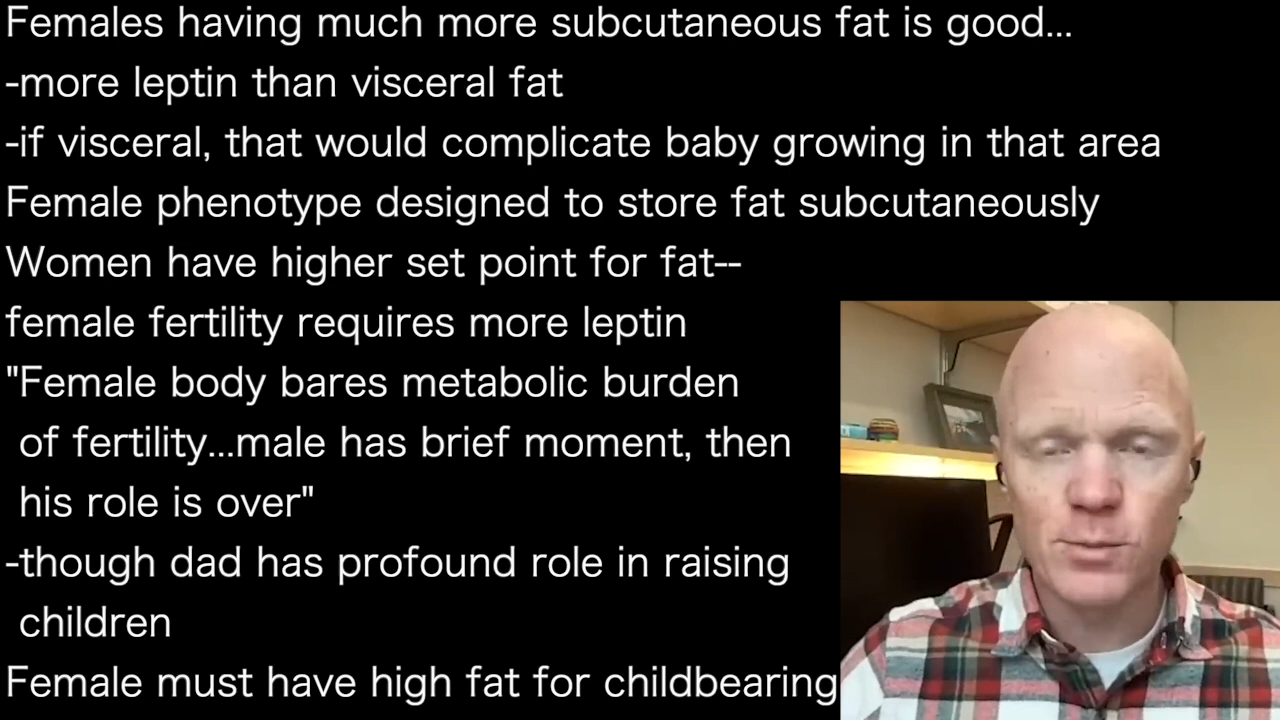 Females having much more subcutaneous fat is good...
-more leptin than visceral fat
-if visceral, that would complicate baby growing in that area
Female phenotype designed to store fat subcutaneously
Women have higher set point for fat--
female fertility requires more leptin
"Female body bares metabolic burden
of fertility...male has brief moment, then
his role is over"
-though dad has profound role in raising
children
Female must have high fat for childbearing